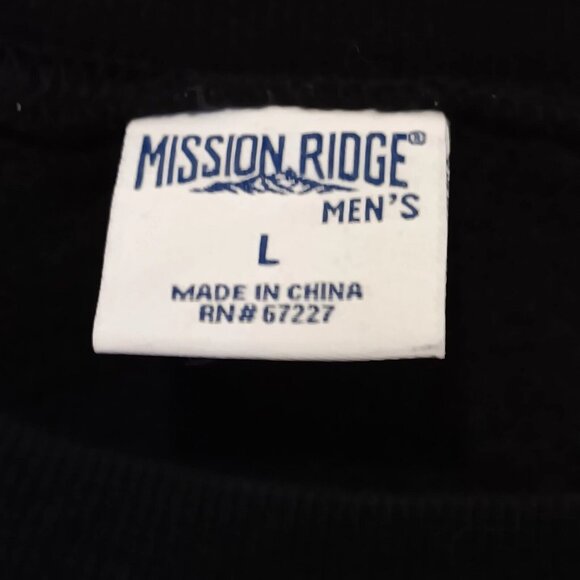 MISSION RIDGE®
MEN'S
L
MADE IN CHINA
RN# 67227